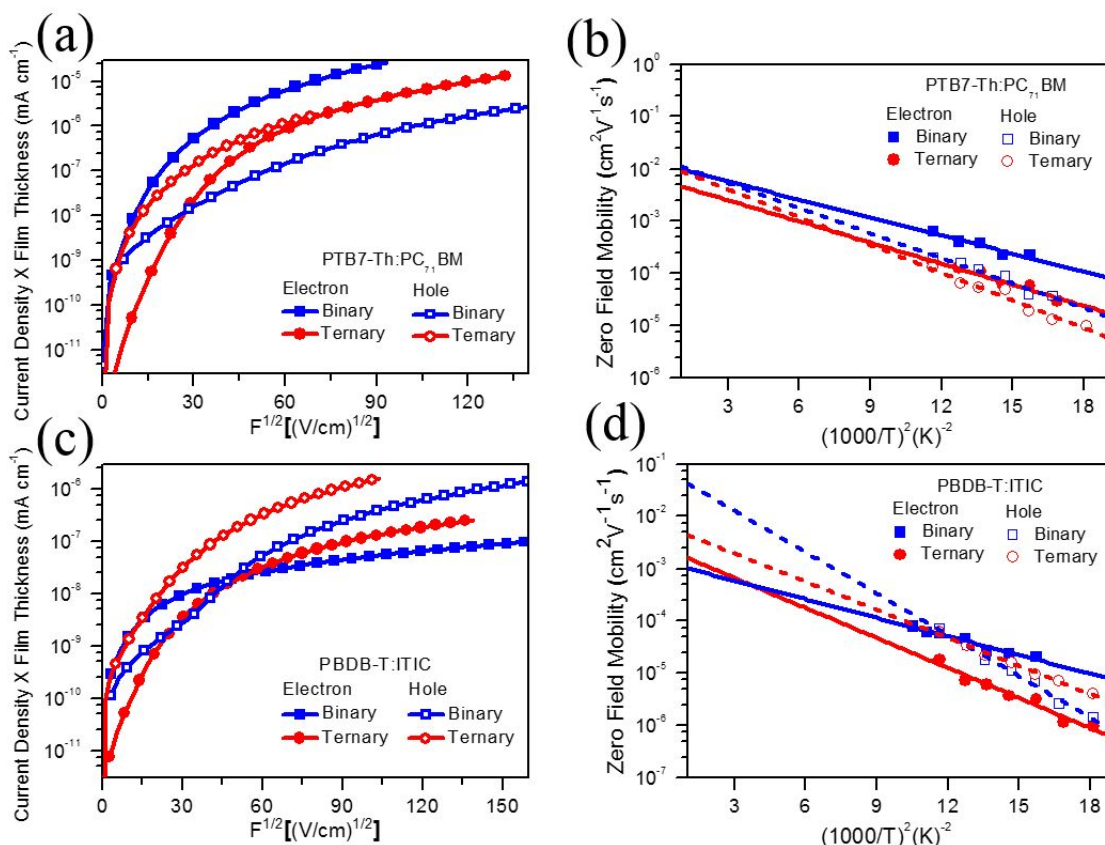 (a)
Current Density X Film Thickness (mA cm⁻¹)
10⁻⁵
10⁻⁶
10⁻⁷
10⁻⁸
10⁻⁹
10⁻¹⁰
10⁻¹¹
PTB7-Th:PC₇₁BM
Electron Hole
Binary Binary
Ternary Ternary
0 30 60 90 120
F¹/²[(V/cm)¹/²]
(b)
Zero Field Mobility (cm²V⁻¹s⁻¹)
10⁰
10⁻¹
10⁻²
10⁻³
10⁻⁴
10⁻⁵
10⁻⁶
PTB7-Th:PC₇₁BM
Electron Hole
Binary Binary
Ternary Ternary
3 6 9 12 15 18
(1000/T)²(K)⁻²
(c)
Current Density X Film Thickness (mA cm⁻¹)
10⁻⁶
10⁻⁷
10⁻⁸
10⁻⁹
10⁻¹⁰
10⁻¹¹
PBDB-T:ITIC
Electron Hole
Binary Binary
Ternary Ternary
0 30 60 90 120 150
F¹/²[(V/cm)¹/²]
(d)
Zero Field Mobility (cm²V⁻¹s⁻¹)
10⁻¹
10⁻²
10⁻³
10⁻⁴
10⁻⁵
10⁻⁶
10⁻⁷
PBDB-T:ITIC
Electron Hole
Binary Binary
Ternary Ternary
3 6 9 12 15 18
(1000/T)²(K)⁻²